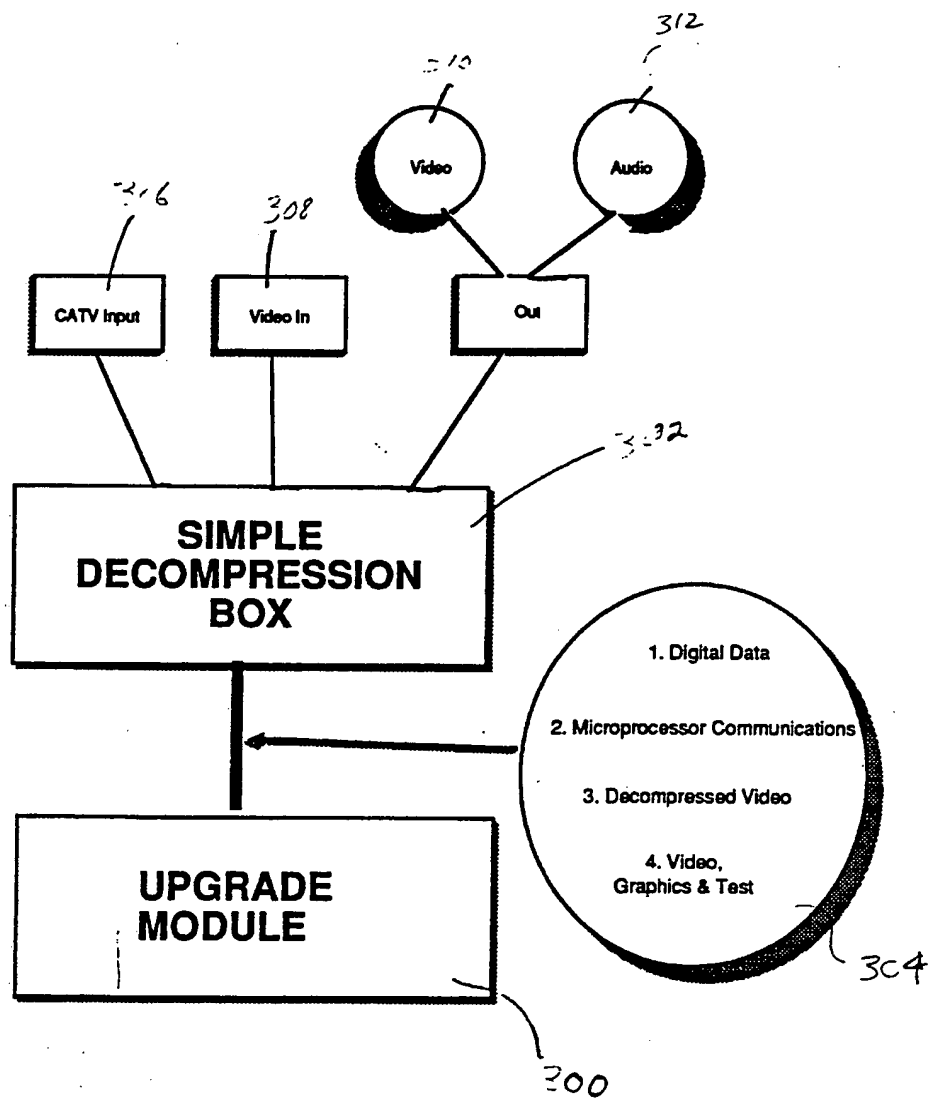 312
Video
Audio
308
CATV Input
Video In
Out
SIMPLE
DECOMPRESSION
BOX
1. Digital Data
2. Microprocessor Communications
3. Decompressed Video
4. Video,
Graphics & Test
UPGRADE
MODULE
304
300